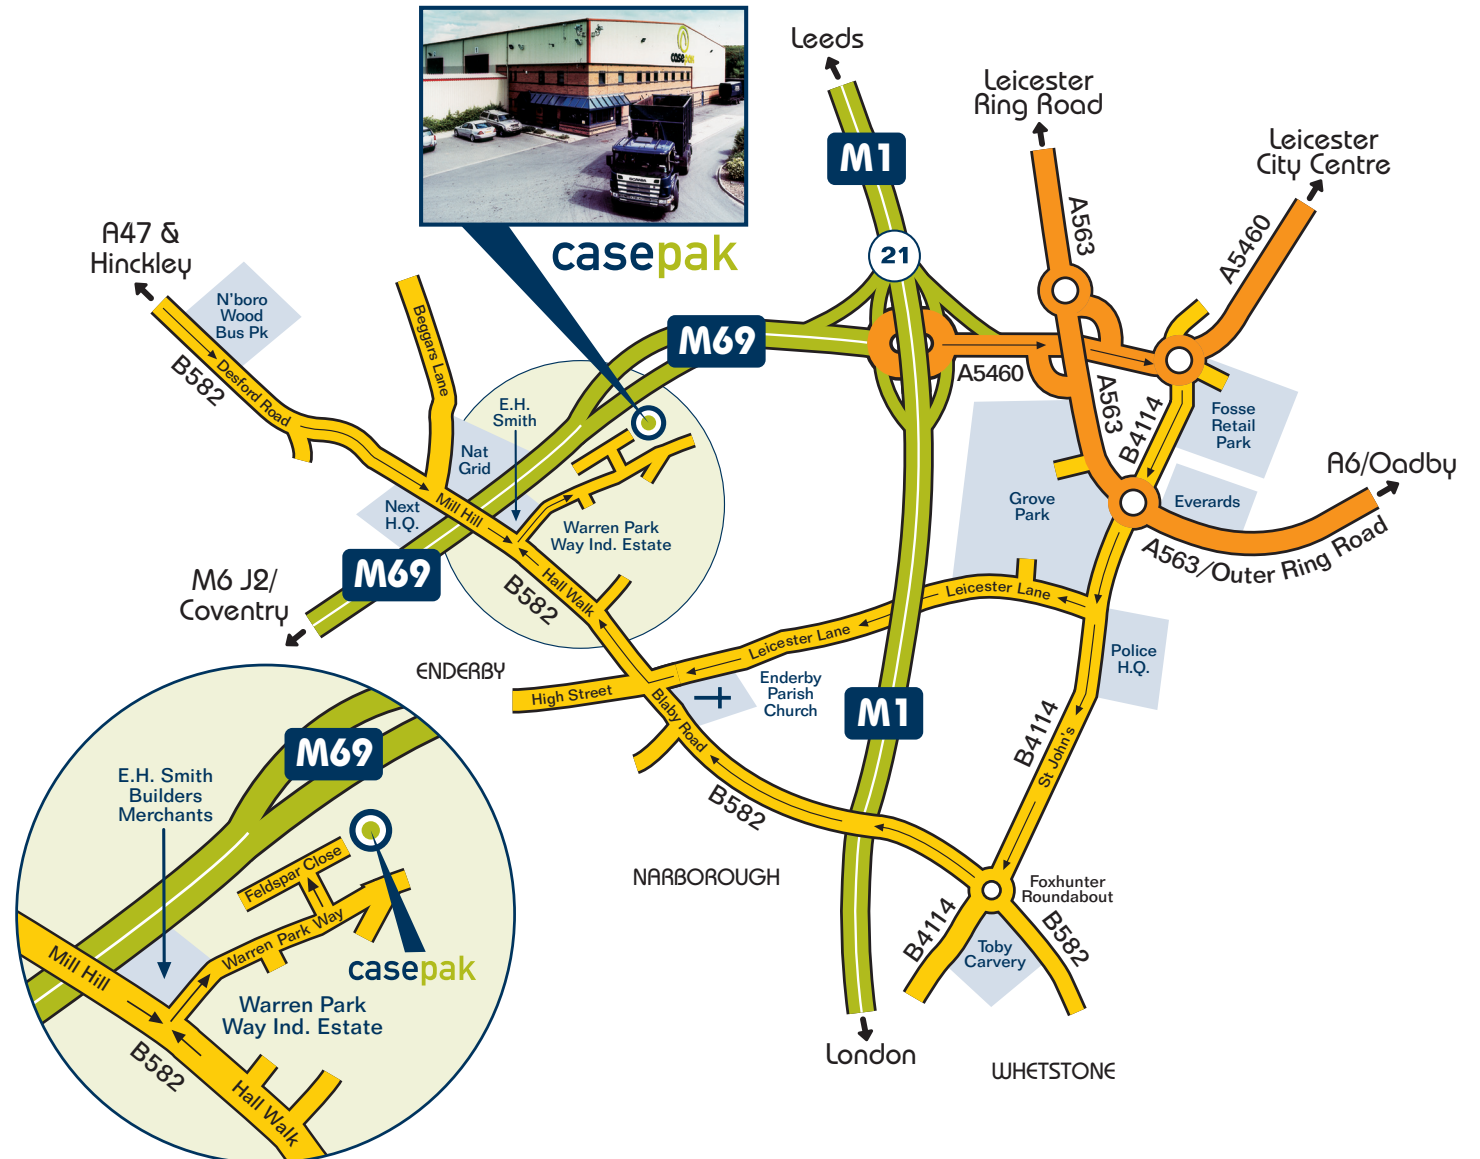 Leeds
Leicester
Ring Road
Leicester
City Centre
casepak
M1
A563
A5460
A47 &
Hinckley
casepak
21
N'boro
Wood
Bus Pk
Beggars Lane
M69
B582
Desford Road
A5460
A563
B4114
Fosse
Retail
Park
E.H.
Smith
Nat
Grid
A6/Oadby
Next
H.Q.
Mill Hill
Grove
Park
Everards
Warren Park
Way Ind. Estate
A563/Outer Ring Road
M69
M6 J2/
Coventry
B582
Hall Walk
Leicester Lane
Leicester Lane
Police
H.Q.
ENDERBY
High Street
Blaby Road
Enderby
Parish
Church
M1
B4114
St John's
M69
E.H. Smith
Builders
Merchants
B582
Feldspar Close
NARBOROUGH
Foxhunter
Roundabout
B4114
B582
Toby
Carvery
Warren Park Way
casepak
Mill Hill
Warren Park
Way Ind. Estate
London
WHETSTONE
B582
Hall Walk